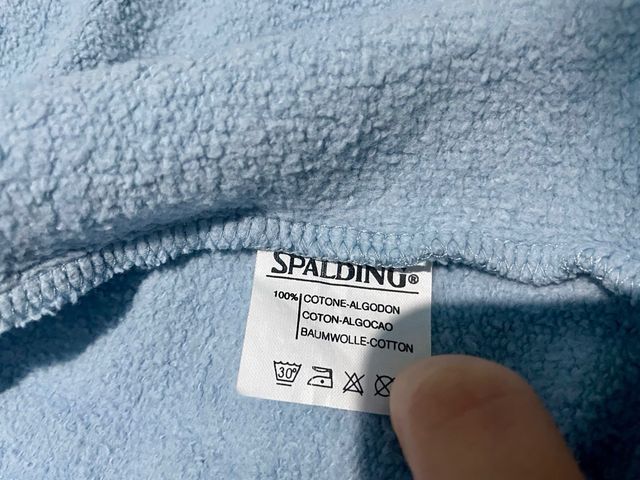 SPALDING®
100% COTONE-ALGODON
COTON-ALGOCAO
BAUMWOLLE-COTTON
30°